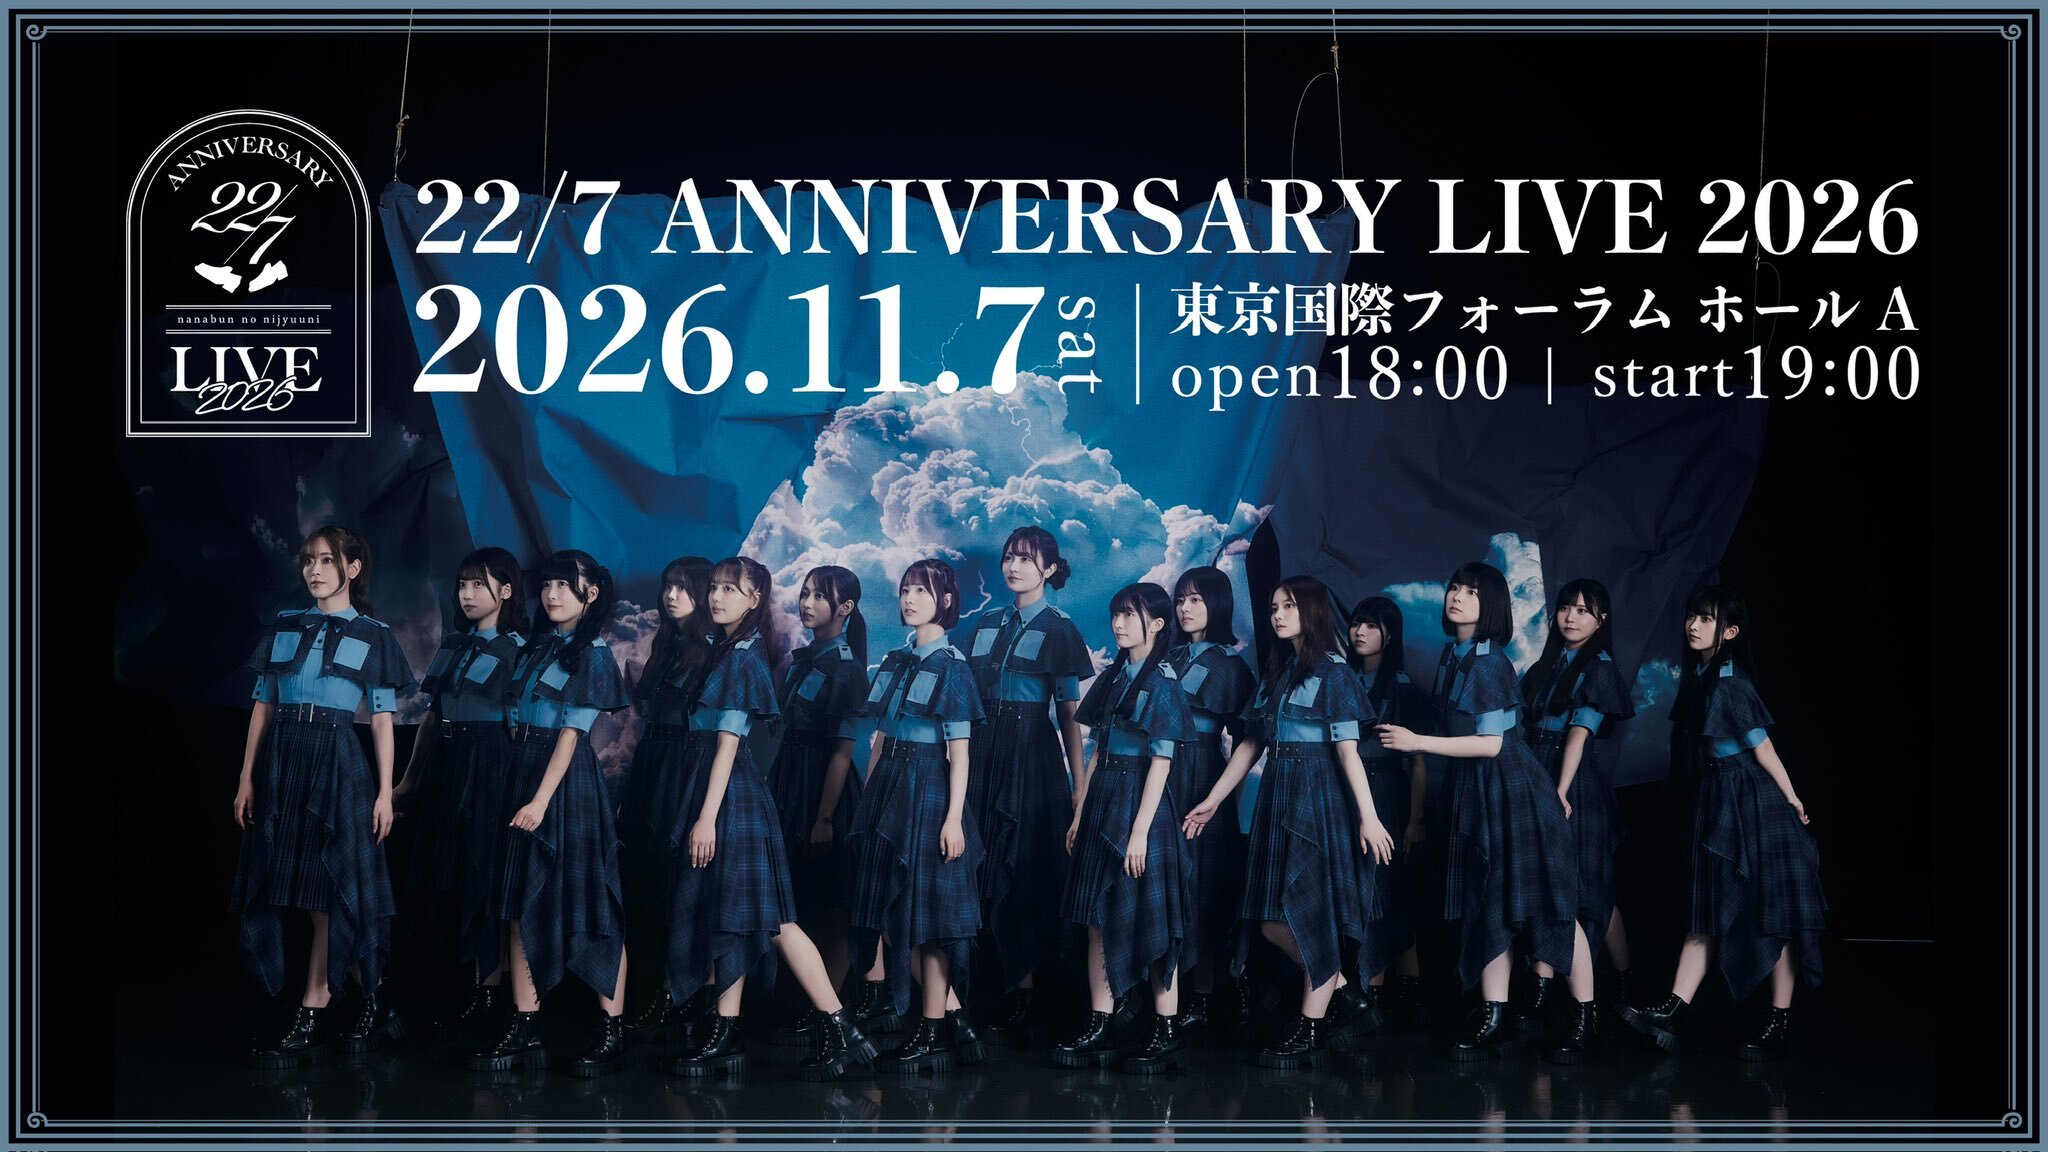 ANNIVERSARY
22/7
nanabun no nijyuuni
LIVE
2026
22/7 ANNIVERSARY LIVE 2026
2026.11.7 sat
東京国際フォーラム ホール A
open18:00 | start19:00